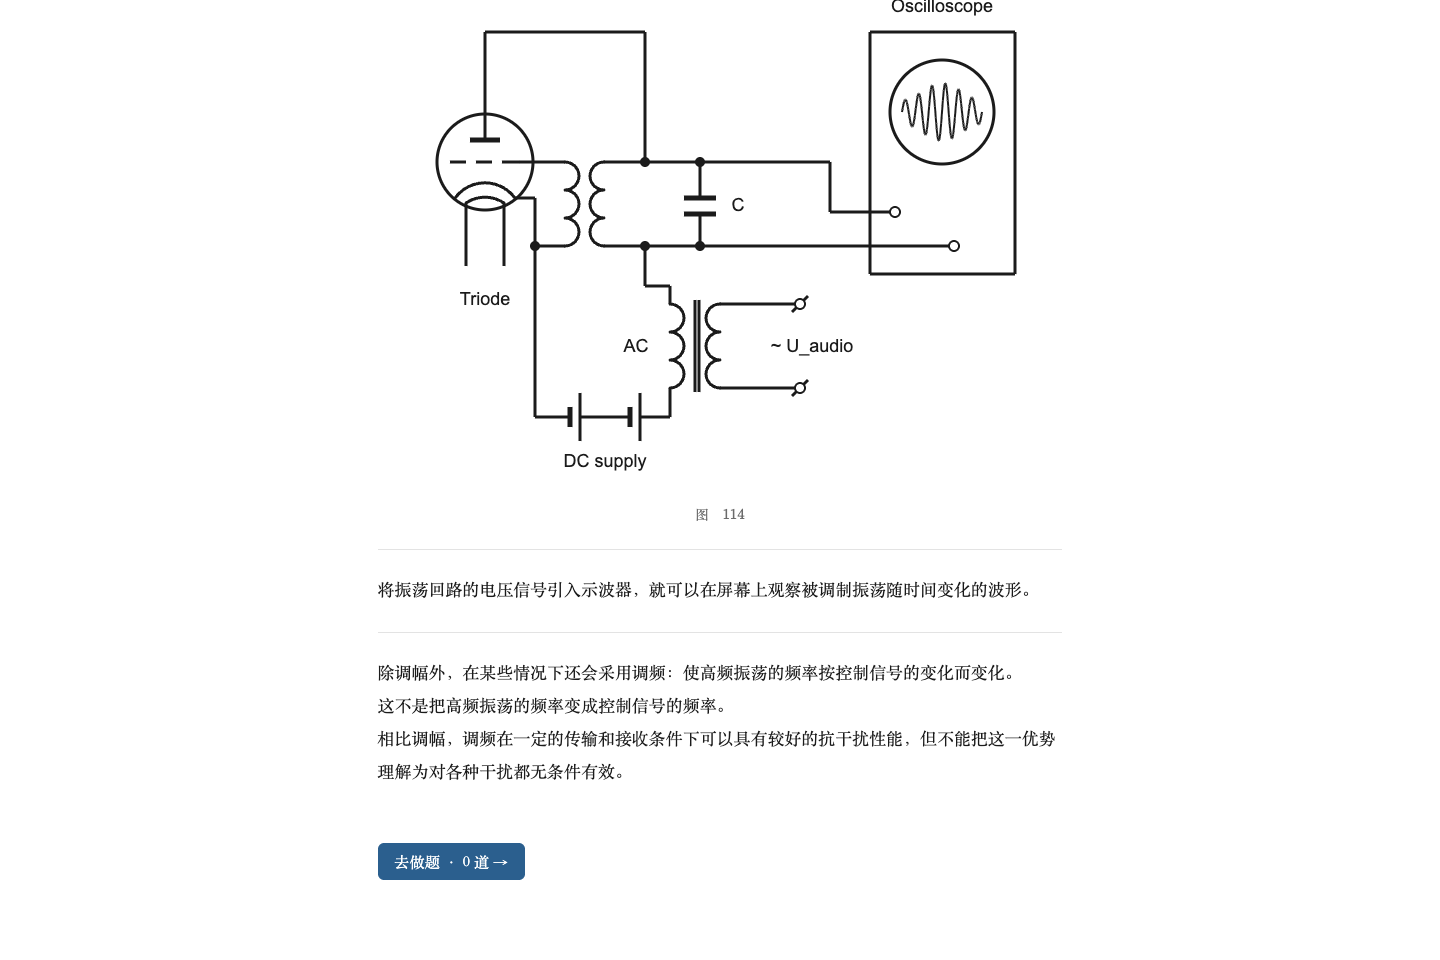 Oscilloscope
C
Triode
AC
~ U_audio
DC supply
图 114
将振荡回路的电压信号引入示波器，就可以在屏幕上观察被调制振荡随时间变化的波形。
除调幅外，在某些情况下还会采用调频：使高频振荡的频率按控制信号的变化而变化。
这不是把高频振荡的频率变成控制信号的频率。
相比调幅，调频在一定的传输和接收条件下可以具有较好的抗干扰性能，但不能把这一优势
理解为对各种干扰都无条件有效。
去做题 · 0 道 →